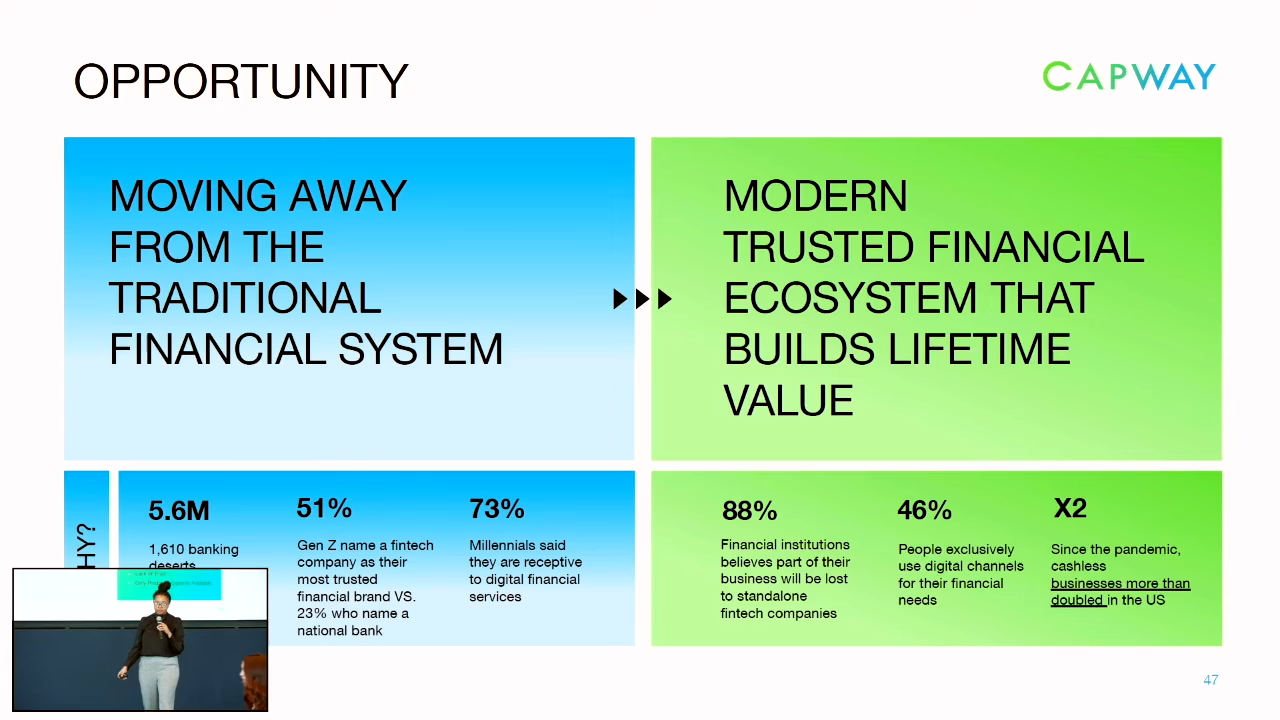 OPPORTUNITY
CAPWAY
MOVING AWAY
FROM THE
TRADITIONAL
FINANCIAL SYSTEM
MODERN
TRUSTED FINANCIAL
ECOSYSTEM THAT
BUILDS LIFETIME
VALUE
HY?
5.6M
1,610 banking
deserts
51%
Gen Z name a fintech
company as their
most trusted
financial brand VS.
23% who name a
national bank
73%
Millennials said
they are receptive
to digital financial
services
88%
Financial institutions
believes part of their
business will be lost
to standalone
fintech companies
46%
People exclusively
use digital channels
for their financial
needs
X2
Since the pandemic,
cashless
businesses more than
doubled in the US
47